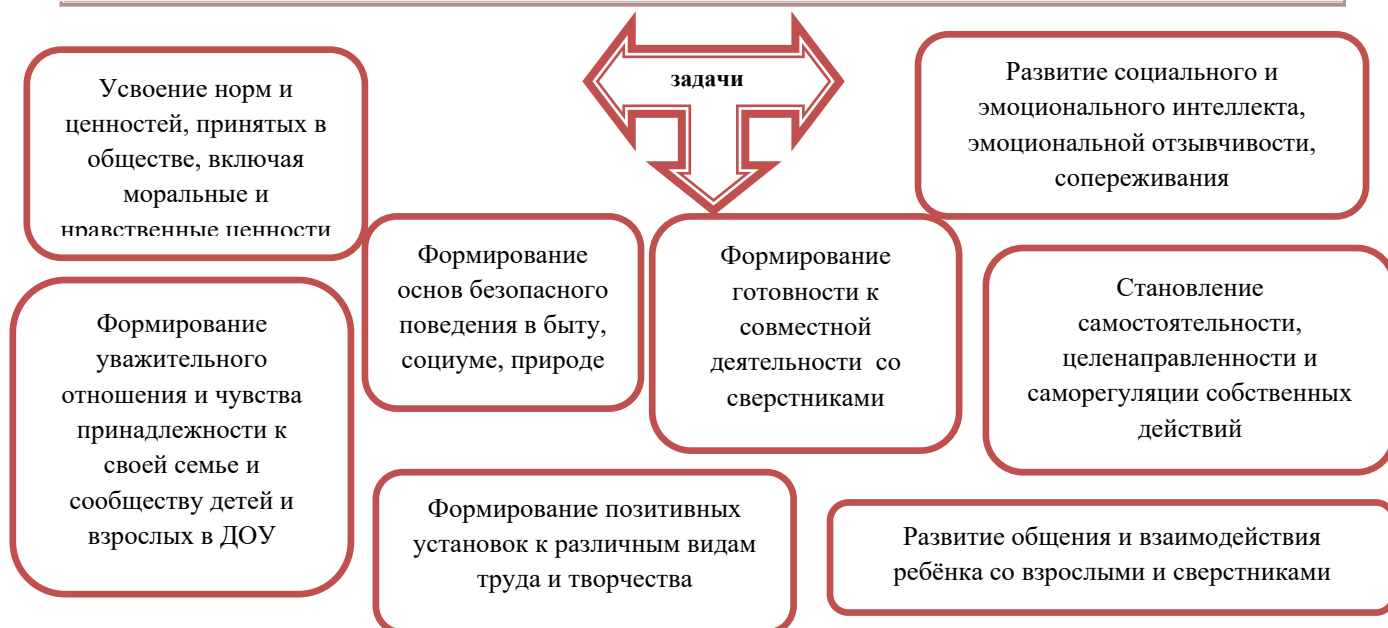 задачи
Усвоение норм и
ценностей, принятых в
обществе, включая
моральные и
нравственные ценности
Развитие социального и
эмоционального интеллекта,
эмоциональной отзывчивости,
сопереживания
Формирование
основ безопасного
поведения в быту,
социуме, природе
Формирование
готовности к
совместной
деятельности со
сверстниками
Становление
самостоятельности,
целенаправленности и
саморегуляции собственных
действий
Формирование
уважительного
отношения и чувства
принадлежности к
своей семье и
сообществу детей и
взрослых в ДОУ
Формирование позитивных
установок к различным видам
труда и творчества
Развитие общения и взаимодействия
ребёнка со взрослыми и сверстниками